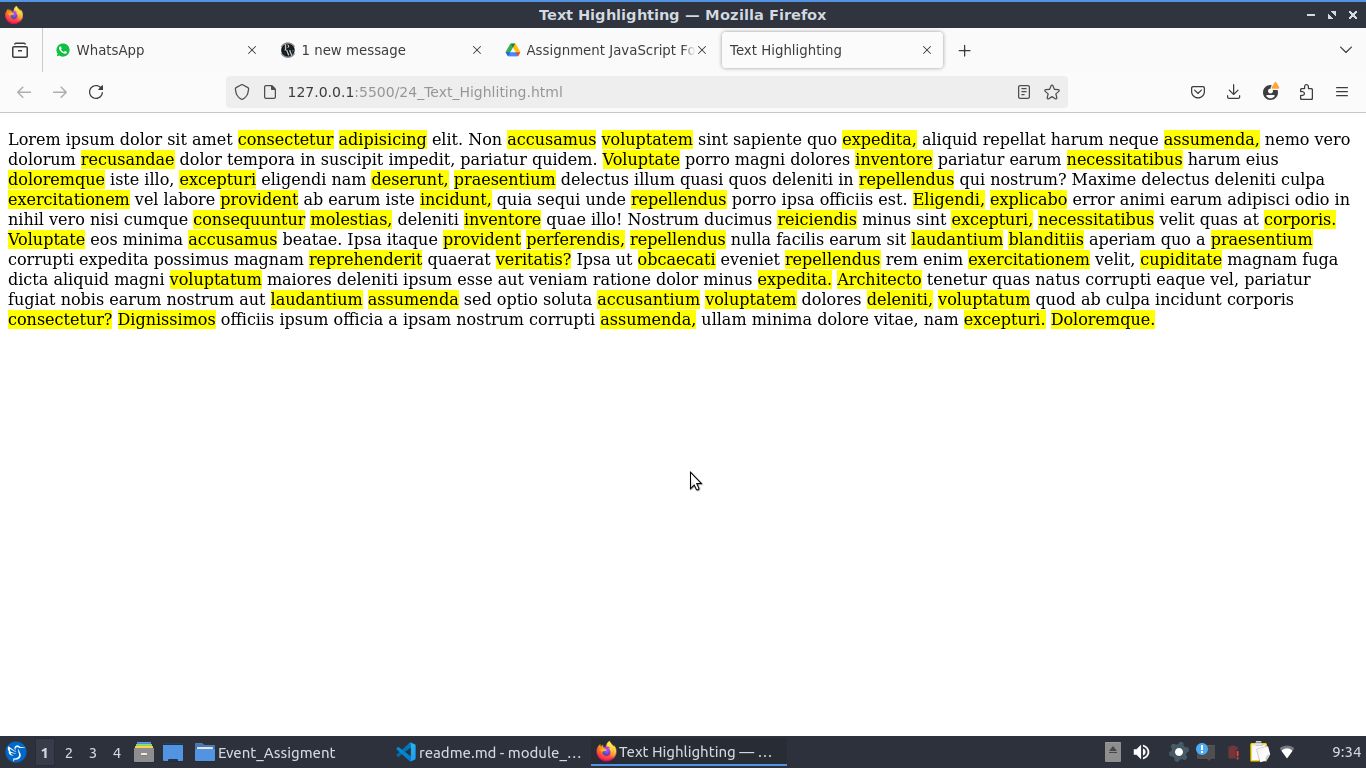 Text Highlighting — Mozilla Firefox
WhatsApp
1 new message
Assignment JavaScript Fo
Text Highlighting
127.0.0.1:5500/24_Text_Highliting.html
Lorem ipsum dolor sit amet consectetur adipisicing elit. Non accusamus voluptatem sint sapiente quo expedita, aliquid repellat harum neque assumenda, nemo vero
dolorum recusandae dolor tempora in suscipit impedit, pariatur quidem. Voluptate porro magni dolores inventore pariatur earum necessitatibus harum eius
doloremque iste illo, excepturi eligendi nam deserunt, praesentium delectus illum quasi quos deleniti in repellendus qui nostrum? Maxime delectus deleniti culpa
exercitationem vel labore provident ab earum iste incidunt, quia sequi unde repellendus porro ipsa officiis est. Eligendi, explicabo error animi earum adipisci odio in
nihil vero nisi cumque consequuntur molestias, deleniti inventore quae illo! Nostrum ducimus reiciendis minus sint excepturi, necessitatibus velit quas at corporis.
Voluptate eos minima accusamus beatae. Ipsa itaque provident perferendis, repellendus nulla facilis earum sit laudantium blanditiis aperiam quo a praesentium
corrupti expedita possimus magnam reprehenderit quaerat veritatis? Ipsa ut obcaecati eveniet repellendus rem enim exercitationem velit, cupiditate magnam fuga
dicta aliquid magni voluptatum maiores deleniti ipsum esse aut veniam ratione dolor minus expedita. Architecto tenetur quas natus corrupti eaque vel, pariatur
fugiat nobis earum nostrum aut laudantium assumenda sed optio soluta accusantium voluptatem dolores deleniti, voluptatum quod ab culpa incidunt corporis
consectetur? Dignissimos officiis ipsum officia a ipsam nostrum corrupti assumenda, ullam minima dolore vitae, nam excepturi. Doloremque.
1 2 3 4
Event_Assigment
readme.md - module_...
Text Highlighting — ...
9:34